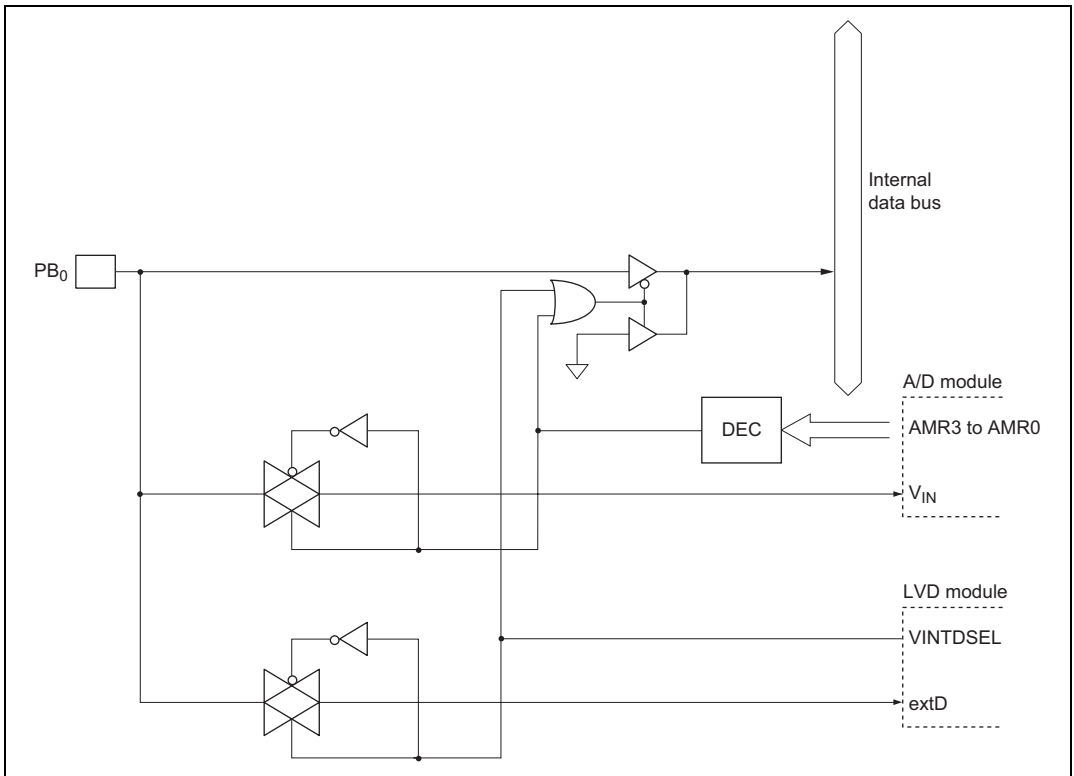 Internal
data bus
PB0
A/D module
DEC
AMR3 to AMR0
VIN
LVD module
VINTDSEL
extD